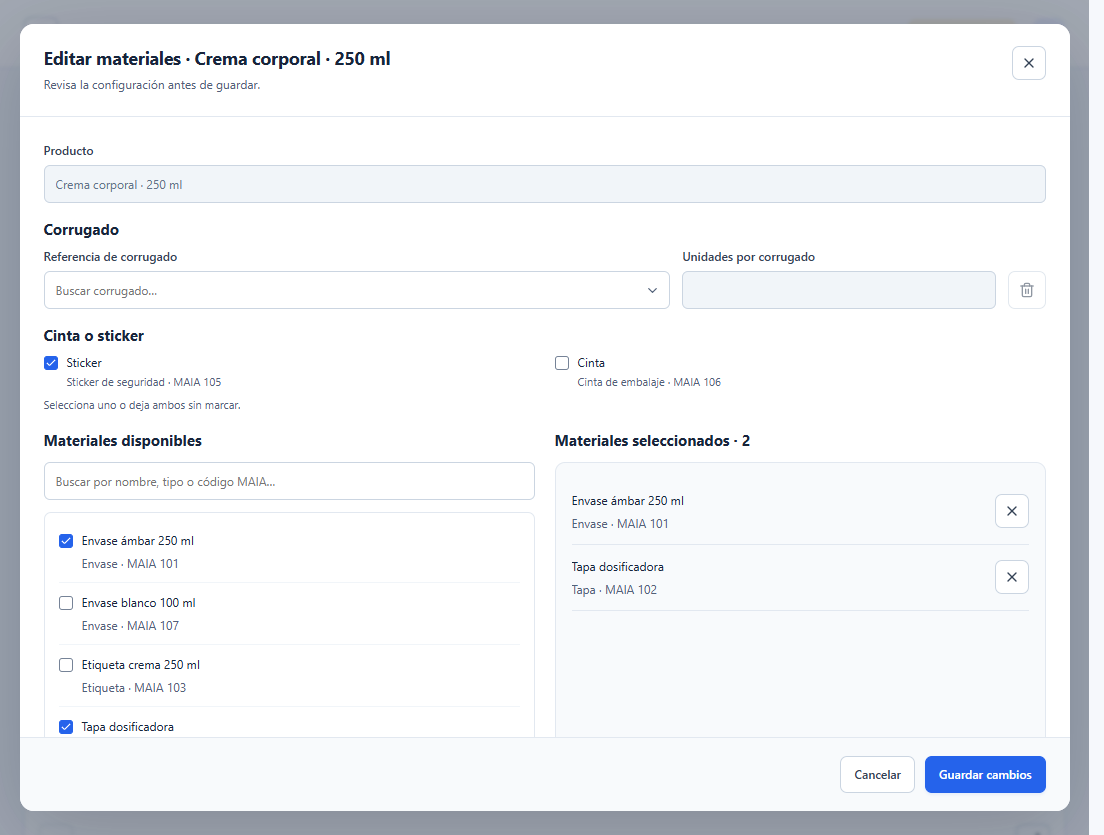 Editar materiales · Crema corporal · 250 ml
Revisa la configuración antes de guardar.
Producto
Crema corporal · 250 ml
Corrugado
Referencia de corrugado
Unidades por corrugado
Buscar corrugado...
Cinta o sticker
Sticker
Sticker de seguridad · MAIA 105
Cinta
Cinta de embalaje · MAIA 106
Selecciona uno o deja ambos sin marcar.
Materiales disponibles
Buscar por nombre, tipo o código MAIA...
Envase ámbar 250 ml
Envase · MAIA 101
Envase blanco 100 ml
Envase · MAIA 107
Etiqueta crema 250 ml
Etiqueta · MAIA 103
Tapa dosificadora
Materiales seleccionados · 2
Envase ámbar 250 ml
Envase · MAIA 101
Tapa dosificadora
Tapa · MAIA 102
Cancelar
Guardar cambios